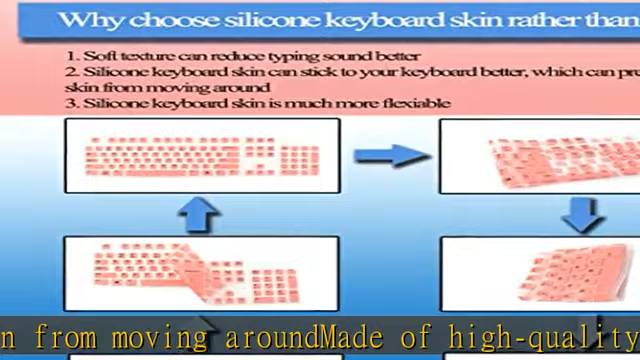 Why choose silicone keyboard skin rather than
1. Soft texture can reduce typing sound better
2. Silicone keyboard skin can stick to your keyboard better, which can pre
skin from moving around
3. Silicone keyboard skin is much more flexiable
n from moving aroundMade of high-quality